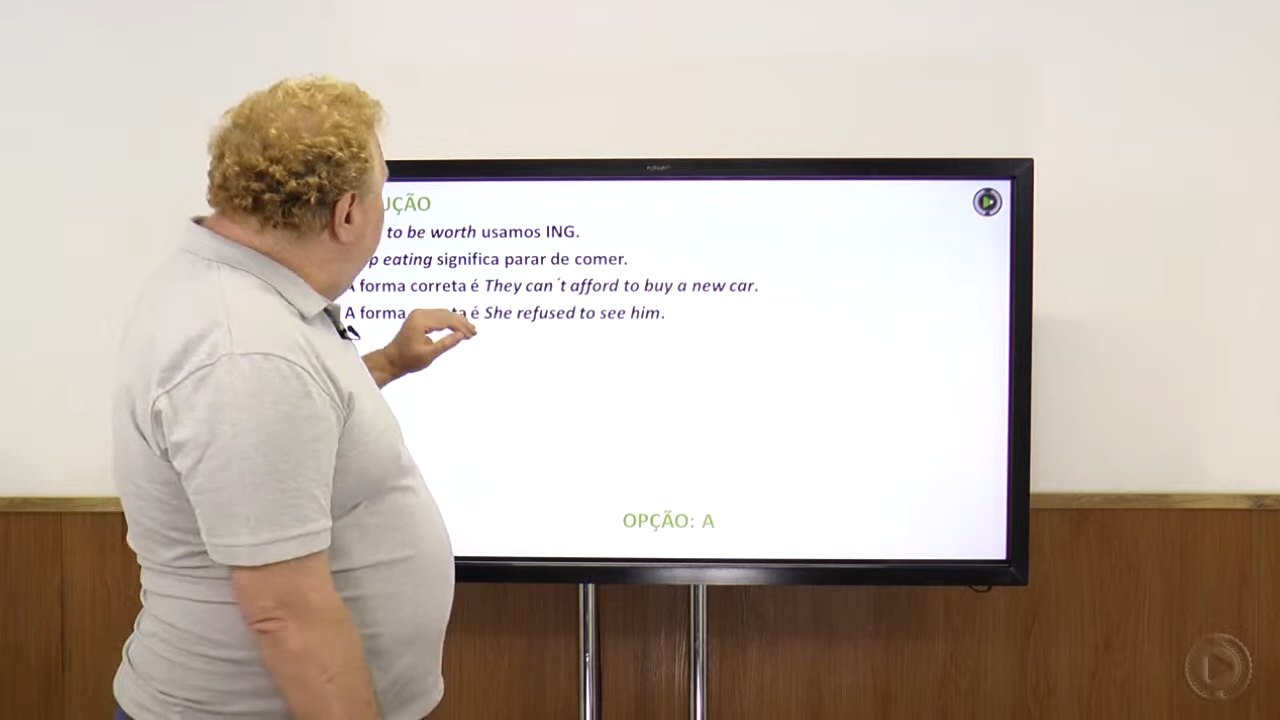 to be worth usamos ING.
eating significa parar de comer.
A forma correta é They can´t afford to buy a new car.
A forma é She refused to see him.
OPÇÃO: A